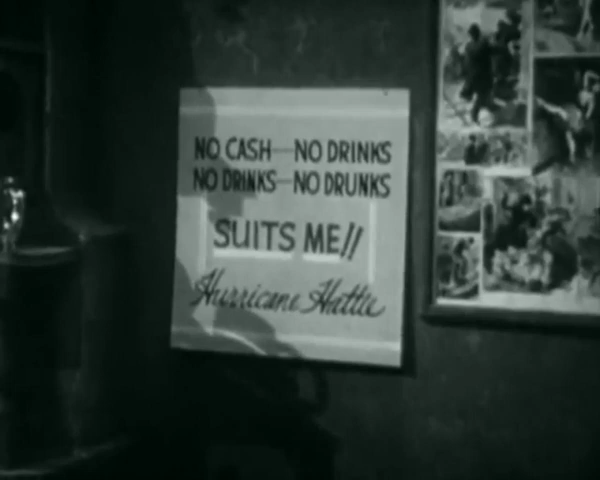 NO CASH—NO DRINKS
NO DRINKS—NO DRUNKS
SUITS ME!!
Hurricane Hattie